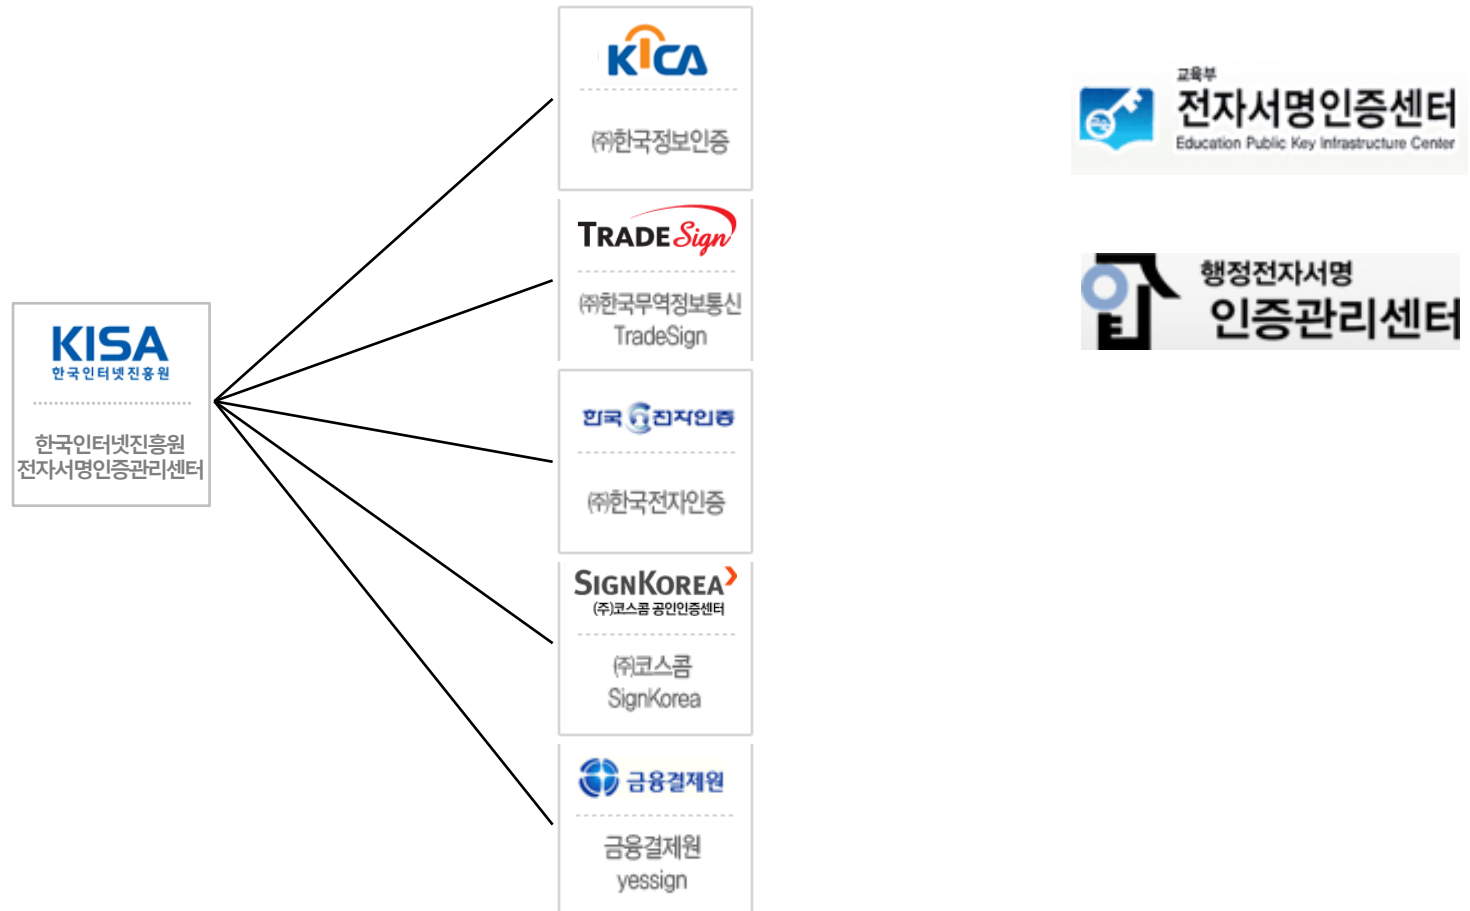 KISA
한국인터넷진흥원
한국인터넷진흥원
전자서명인증관리센터
KICA
㈜한국정보인증
TRADE Sign
㈜한국무역정보통신
TradeSign
한국전자인증
㈜한국전자인증
SIGNKOREA
(주)코스콤 공인인증센터
㈜코스콤
SignKorea
금융결제원
금융결제원
yessign
교육부
전자서명인증센터
Education Public Key Infrastructure Center
행정전자서명
인증관리센터